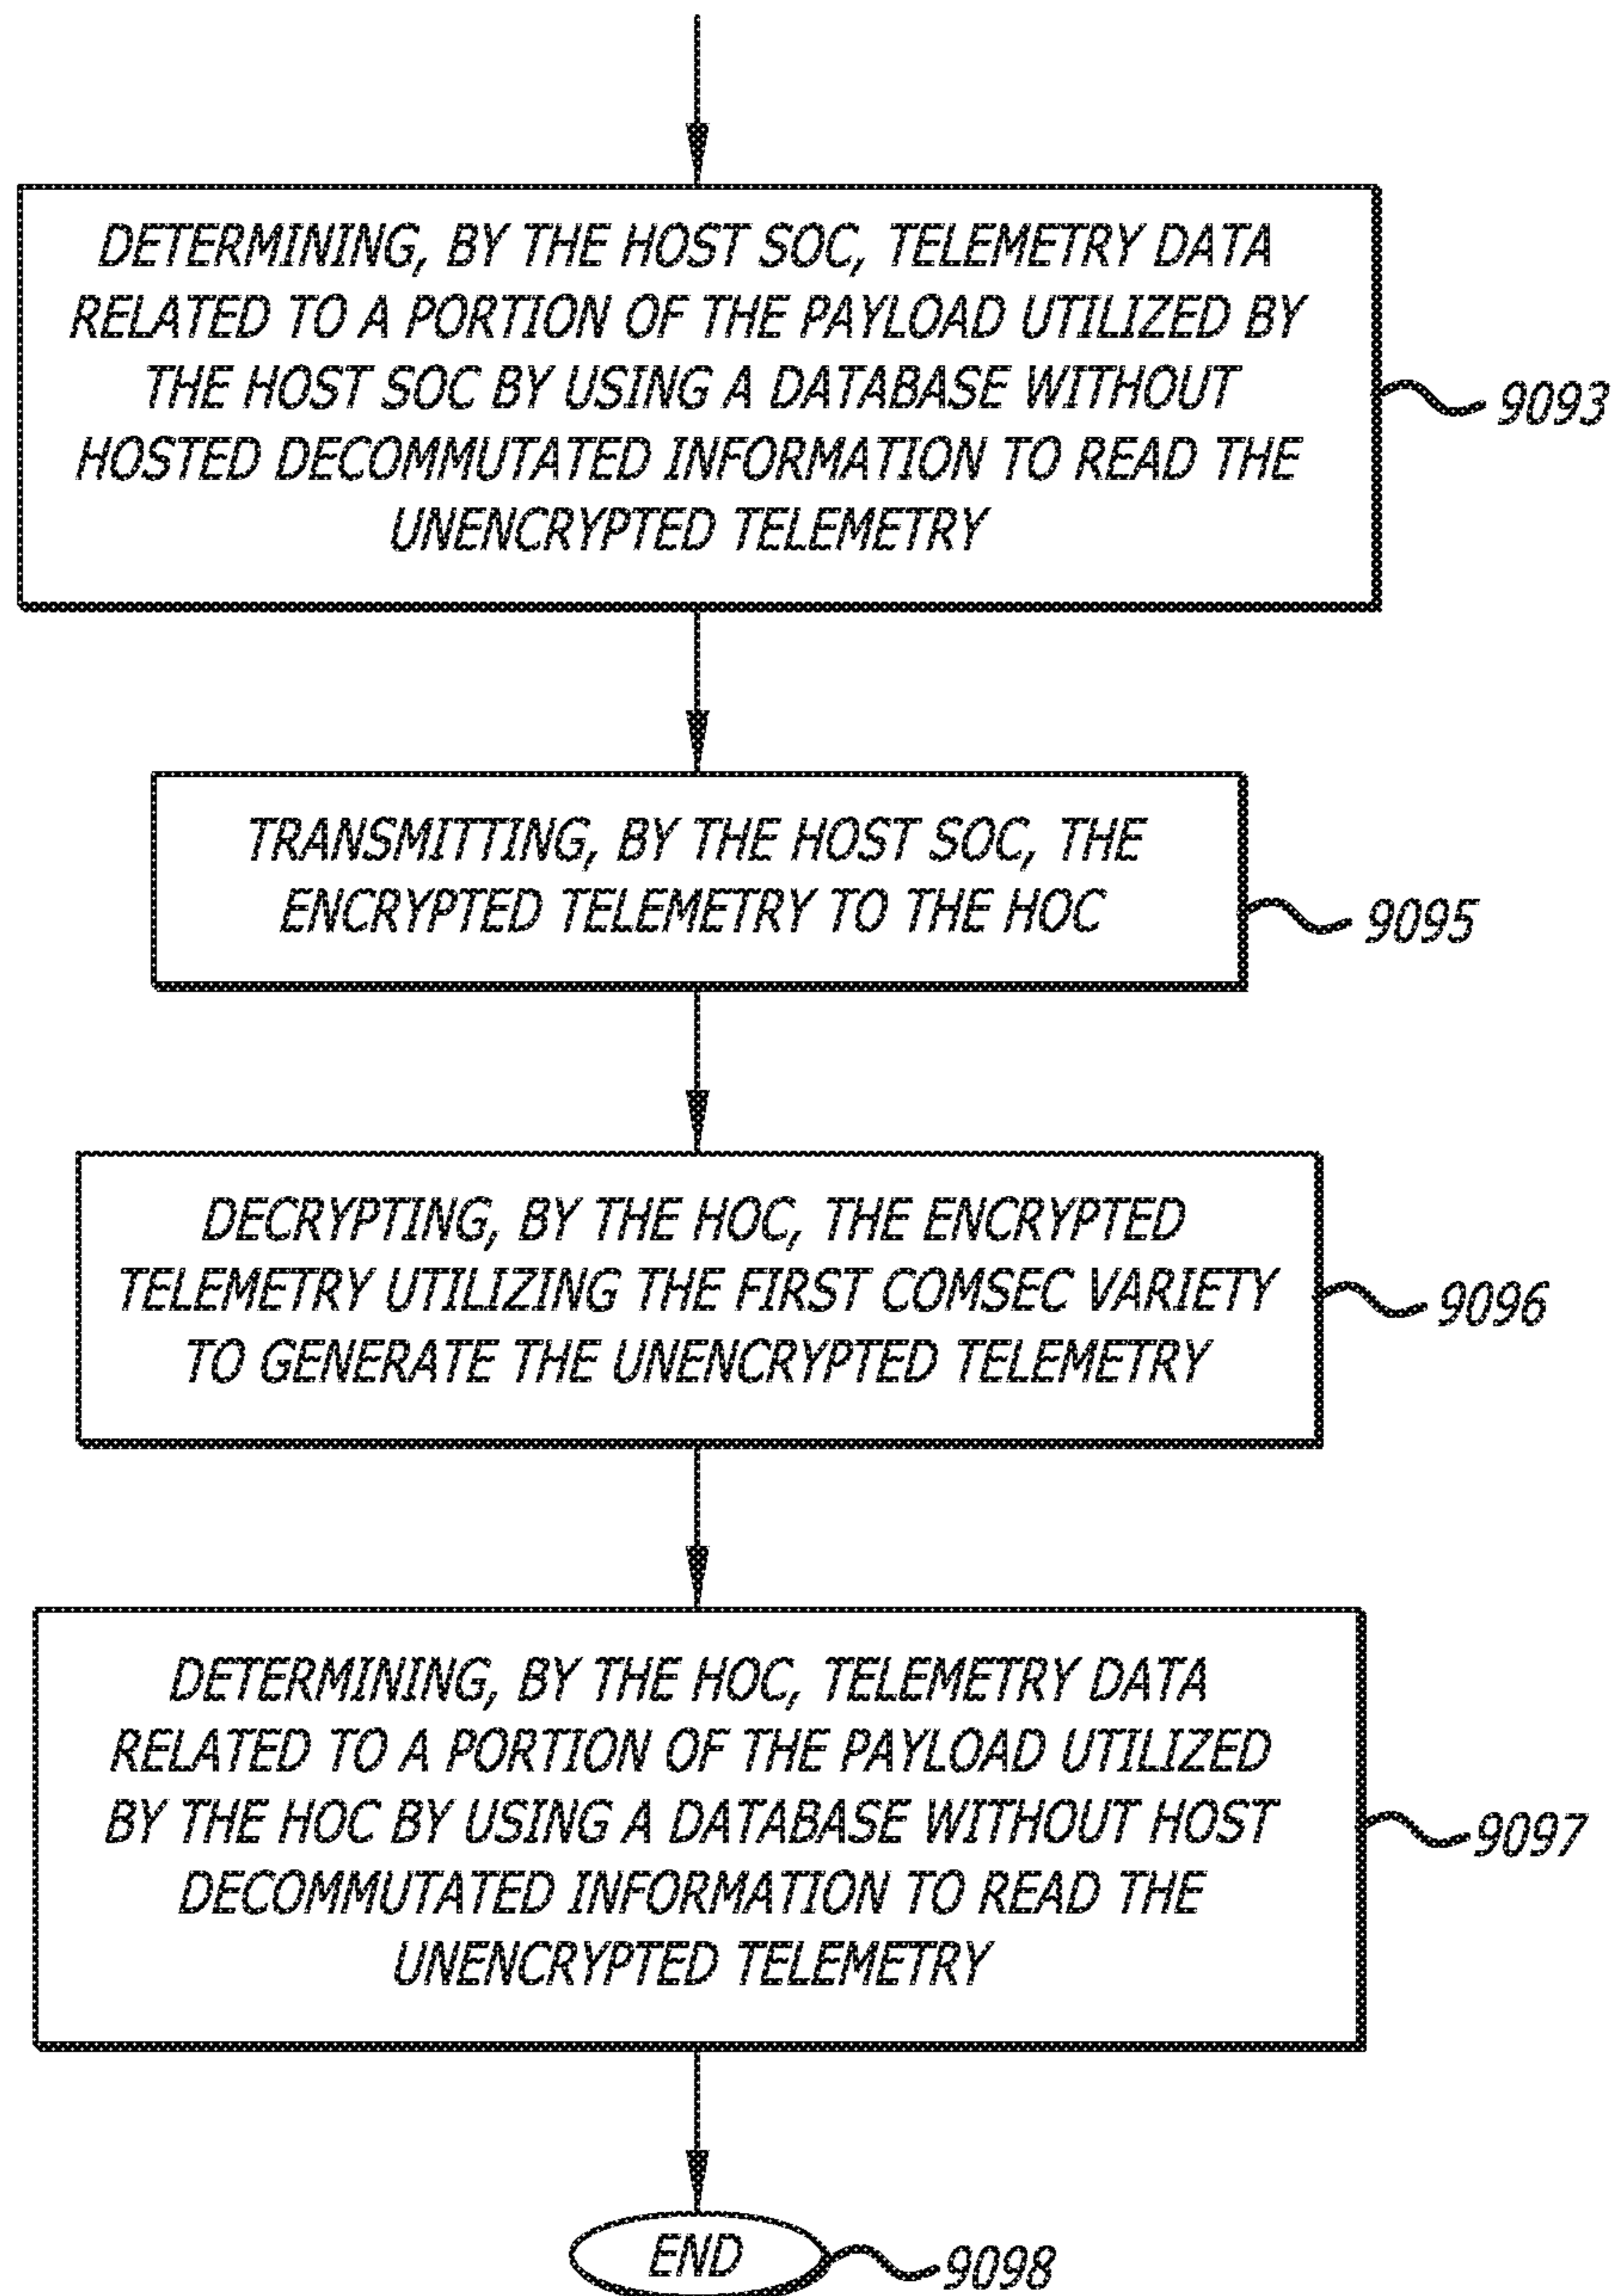 DETERMINING, BY THE HOST SOC, TELEMETRY DATA
RELATED TO A PORTION OF THE PAYLOAD UTILIZED BY
THE HOST SOC BY USING A DATABASE WITHOUT
HOSTED DECOMMUTATED INFORMATION TO READ THE
UNENCRYPTED TELEMETRY
9093
TRANSMITTING, BY THE HOST SOC, THE
ENCRYPTED TELEMETRY TO THE HOC
9095
DECRYPTING, BY THE HOC, THE ENCRYPTED
TELEMETRY UTILIZING THE FIRST COMSEC VARIETY
TO GENERATE THE UNENCRYPTED TELEMETRY
9096
DETERMINING, BY THE HOC, TELEMETRY DATA
RELATED TO A PORTION OF THE PAYLOAD UTILIZED
BY THE HOC BY USING A DATABASE WITHOUT HOST
DECOMMUTATED INFORMATION TO READ THE
UNENCRYPTED TELEMETRY
9097
END
9098